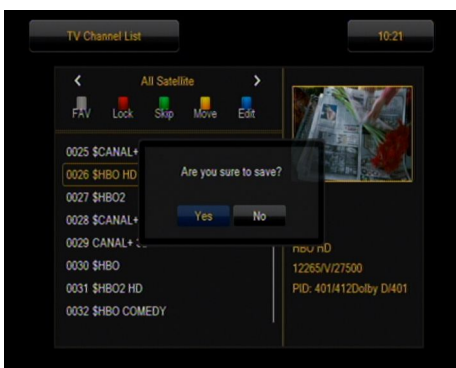 TV Channel List
10:21
All Satellite
FAV Lock Skip Move Edit
0025 $CANAL+
0026 $HBO HD
0027 $HBO2
0028 $CANAL+
0029 CANAL+
0030 $HBO
0031 $HBO2 HD
0032 $HBO COMEDY
Are you sure to save?
Yes No
HBO HD
12265/V/27500
PID: 401/412Dolby D/401